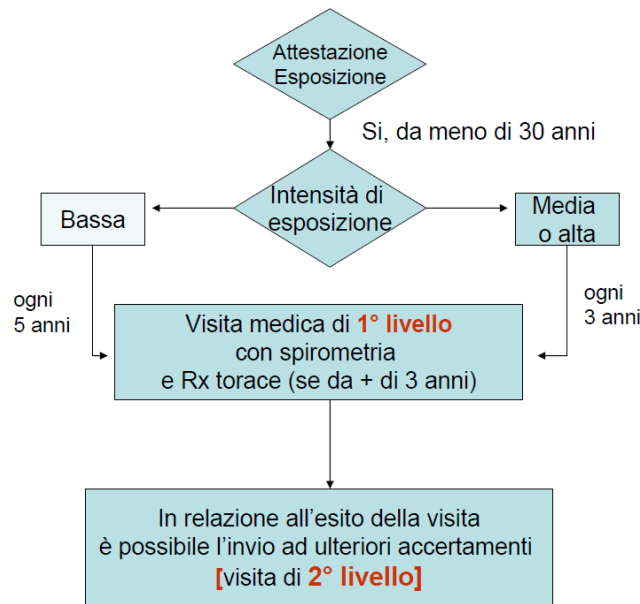 Attestazione
Esposizione
Si, da meno di 30 anni
Intensità di
esposizione
Bassa
Media
o alta
ogni
5 anni
ogni
3 anni
Visita medica di 1° livello
con spirometria
e Rx torace (se da + di 3 anni)
In relazione all'esito della visita
è possibile l'invio ad ulteriori accertamenti
[visita di 2° livello]